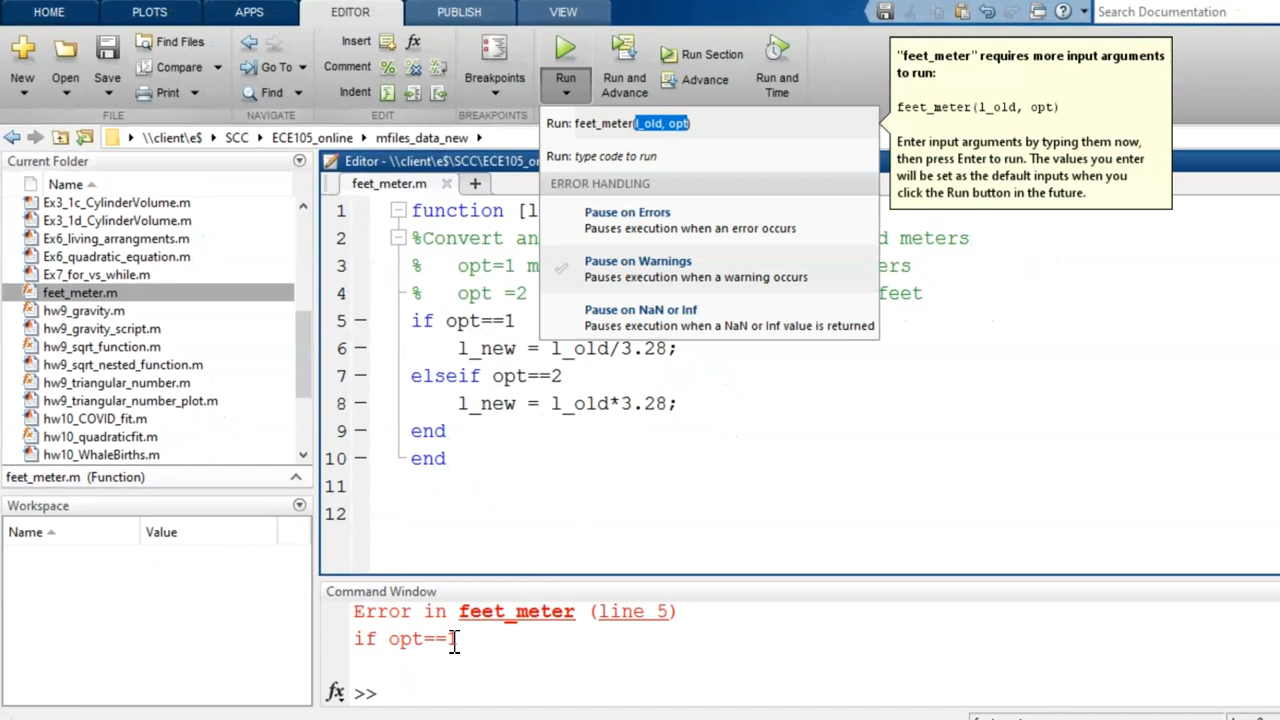 HOME PLOTS APPS EDITOR PUBLISH VIEW Search Documentation
New Open Save Find Files Compare Print FILE
Go To Find NAVIGATE
Insert fx Comment % Indent EDIT
Breakpoints BREAKPOINTS
Run Run and Advance Run Section Advance Run and Time
"feet_meter" requires more input arguments
to run:
feet_meter(l_old, opt)
Enter input arguments by typing them now,
then press Enter to run. The values you enter
will be set as the default inputs when you
click the Run button in the future.
Run: feet_meter(l_old, opt)
Run: type code to run
ERROR HANDLING
Pause on Errors
Pauses execution when an error occurs
Pause on Warnings
Pauses execution when a warning occurs
Pause on NaN or Inf
Pauses execution when a NaN or Inf value is returned
\\client\e$ SCC ECE105_online mfiles_data_new
Current Folder
Name
Ex3_1c_CylinderVolume.m
Ex3_1d_CylinderVolume.m
Ex6_living_arrangments.m
Ex6_quadratic_equation.m
Ex7_for_vs_while.m
feet_meter.m
hw9_gravity.m
hw9_gravity_script.m
hw9_sqrt_function.m
hw9_sqrt_nested_function.m
hw9_triangular_number.m
hw9_triangular_number_plot.m
hw10_COVID_fit.m
hw10_quadraticfit.m
hw10_WhaleBirths.m
feet_meter.m (Function)
Workspace
Name Value
Editor - \\client\e$\SCC\ECE105_on
feet_meter.m +
1 function [l
2 %Convert an d meters
3 % opt=1 m ers
4 % opt =2 feet
5 if opt==1
6 l_new = l_old/3.28;
7 elseif opt==2
8 l_new = l_old*3.28;
9 end
10 end
11
12
Command Window
Error in feet_meter (line 5)
if opt==1
fx >>